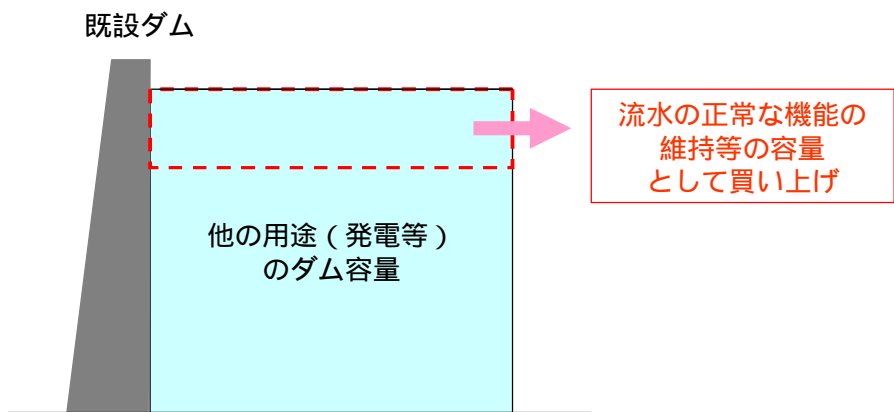 既設ダム
流水の正常な機能の
維持等の容量
として買い上げ
他の用途（発電等）
のダム容量